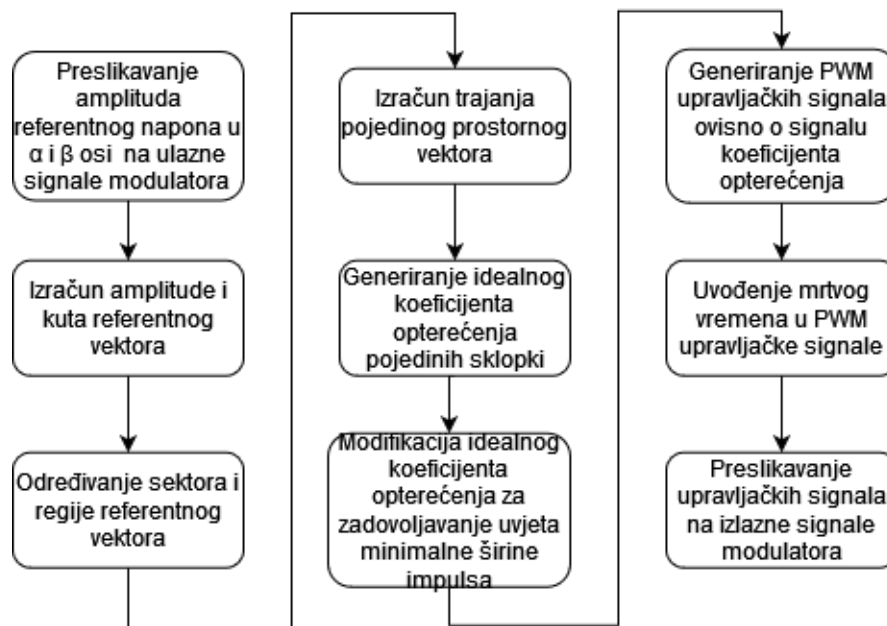 Preslikavanje
amplituda
referentnog napona u
α i β osi na ulazne
signale modulatora
Izračun amplitude i
kuta referentnog
vektora
Određivanje sektora i
regije referentnog
vektora
Izračun trajanja
pojedinog prostornog
vektora
Generiranje idealnog
koeficijenta
opterećenja
pojedinih sklopki
Modifikacija idealnog
koeficijenta
opterećenja za
zadovoljavanje uvjeta
minimalne širine
impulsa
Generiranje PWM
upravljačkih signala
ovisno o signalu
koeficijenta
opterećenja
Uvođenje mrtvog
vremena u PWM
upravljačke signale
Preslikavanje
upravljačkih signala
na izlazne signale
modulatora